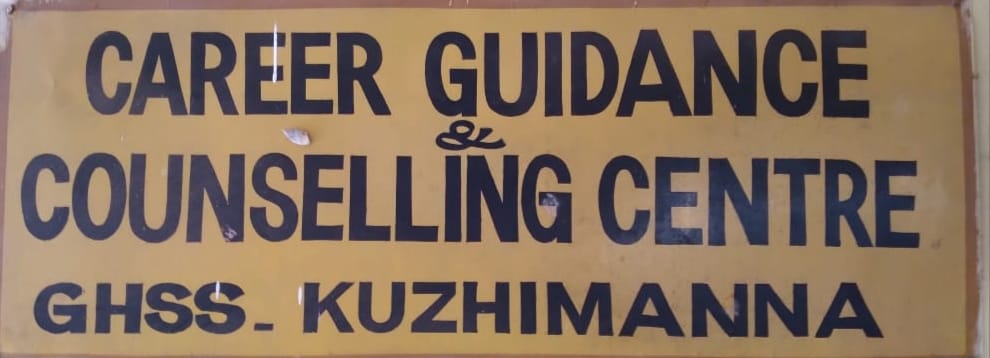 CAREER GUIDANCE
&
COUNSELLING CENTRE
GHSS- KUZHIMANNA